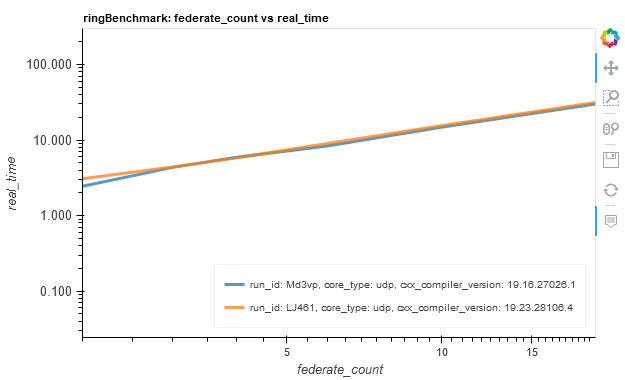 ringBenchmark: federate_count vs real_time
100.000
10.000
1.000
0.100
real_time
run_id: Md3vp, core_type: udp, cxx_compiler_version: 19.16.27026.1
run_id: LJ461, core_type: udp, cxx_compiler_version: 19.23.28106.4
5
10
15
federate_count